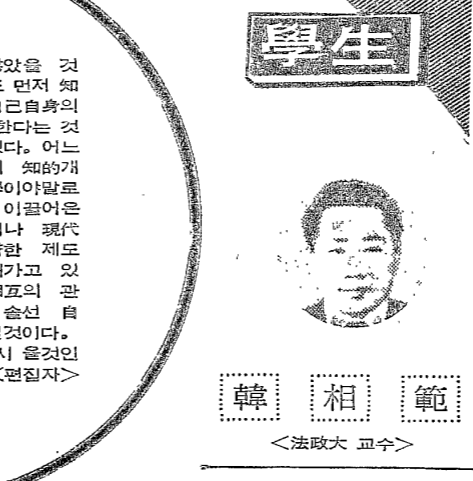 學生
았을 것
먼저 知
己自身의
한다는 것
다。 어느
知的개
이야말로
이끌어온
나 現代
한 제도
가고 있
互의 관
솔선 自
것이다。
시 올것인
편집자>
韓 相 範
<法政大 교수>